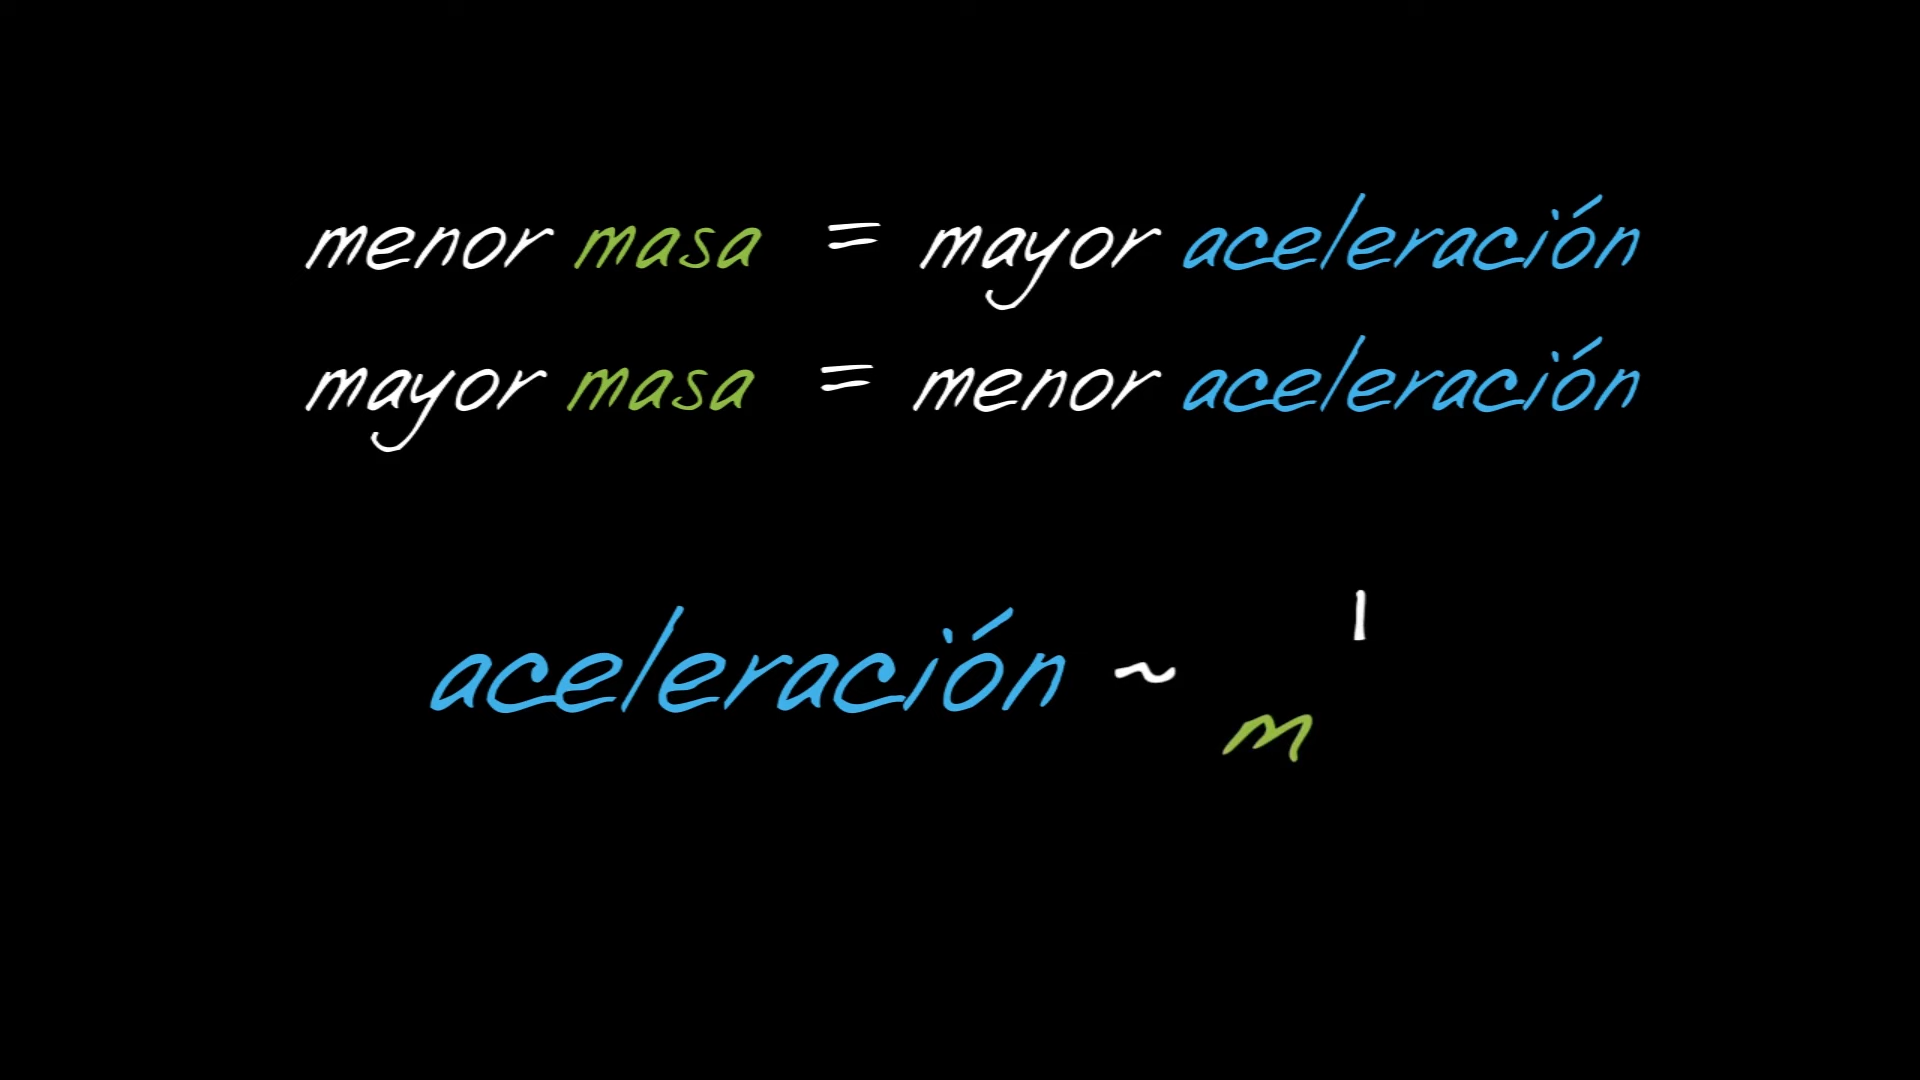 menor masa = mayor aceleración
mayor masa = menor aceleración
aceleración ~ 1
m